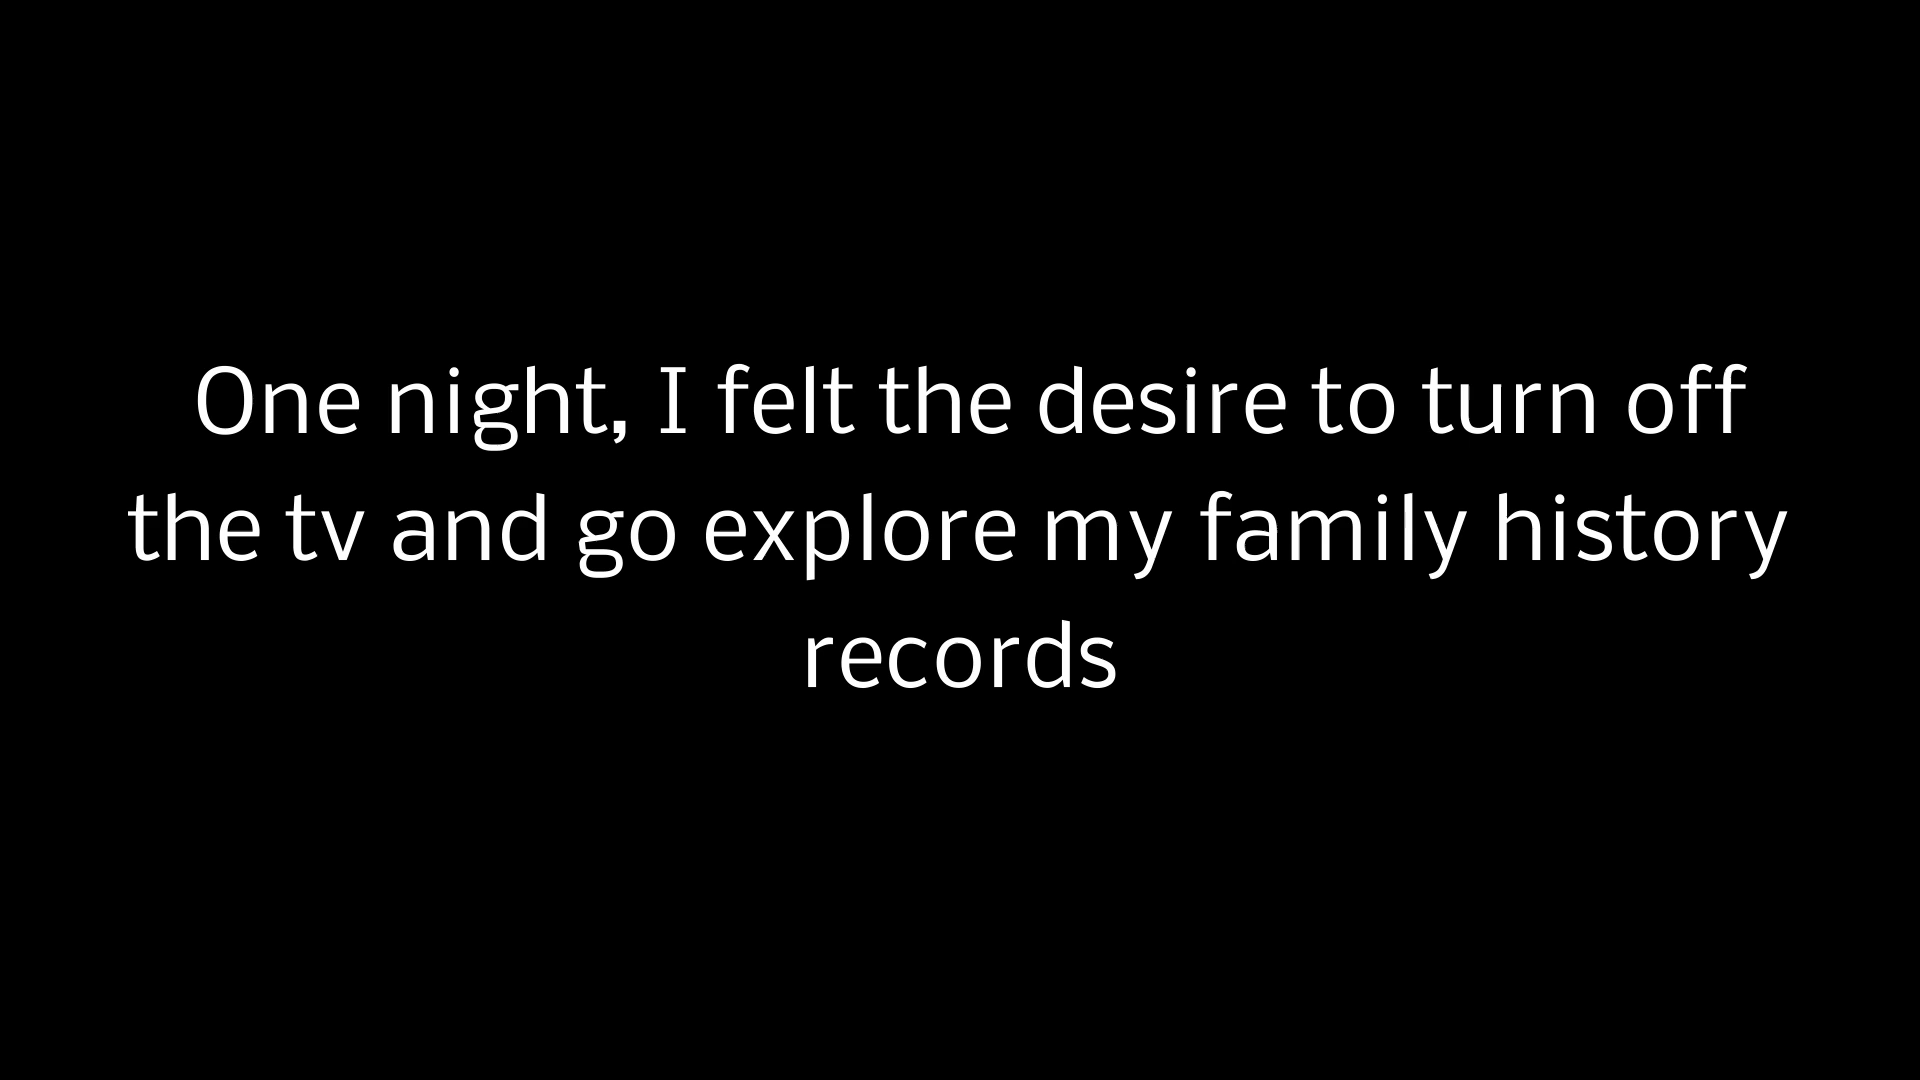 One night, I felt the desire to turn off
the tv and go explore my family history
records